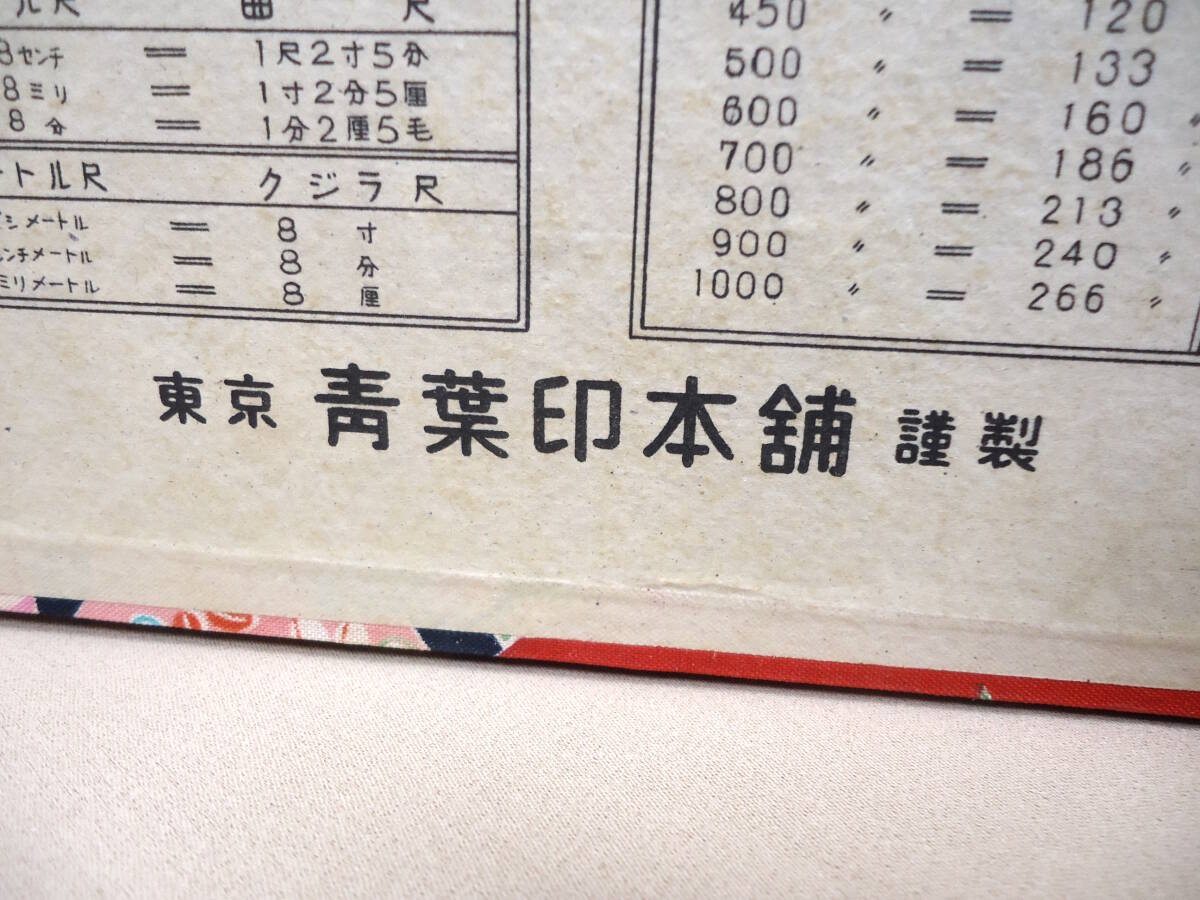 ル尺 曲尺
8センチ = 1尺2寸5分
8ミリ = 1寸2分5厘
8分 = 1分2厘5毛
ートル尺 クジラ尺
シメートル = 8寸
ンチメートル = 8分
ミリメートル = 8厘
450 〃 = 120
500 〃 = 133
600 〃 = 160 〃
700 〃 = 186 〃
800 〃 = 213 〃
900 〃 = 240 〃
1000 〃 = 266 〃
東京 青葉印本舗 謹製